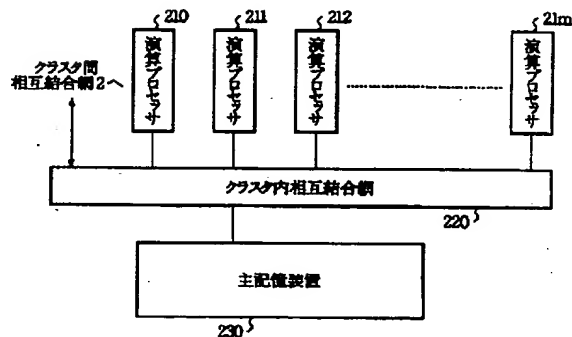 210
211
212
21m
クラスタ間
相互結合網2へ
演算プロセッサ
演算プロセッサ
演算プロセッサ
演算プロセッサ
クラスタ内相互結合網
220
主記憶装置
230